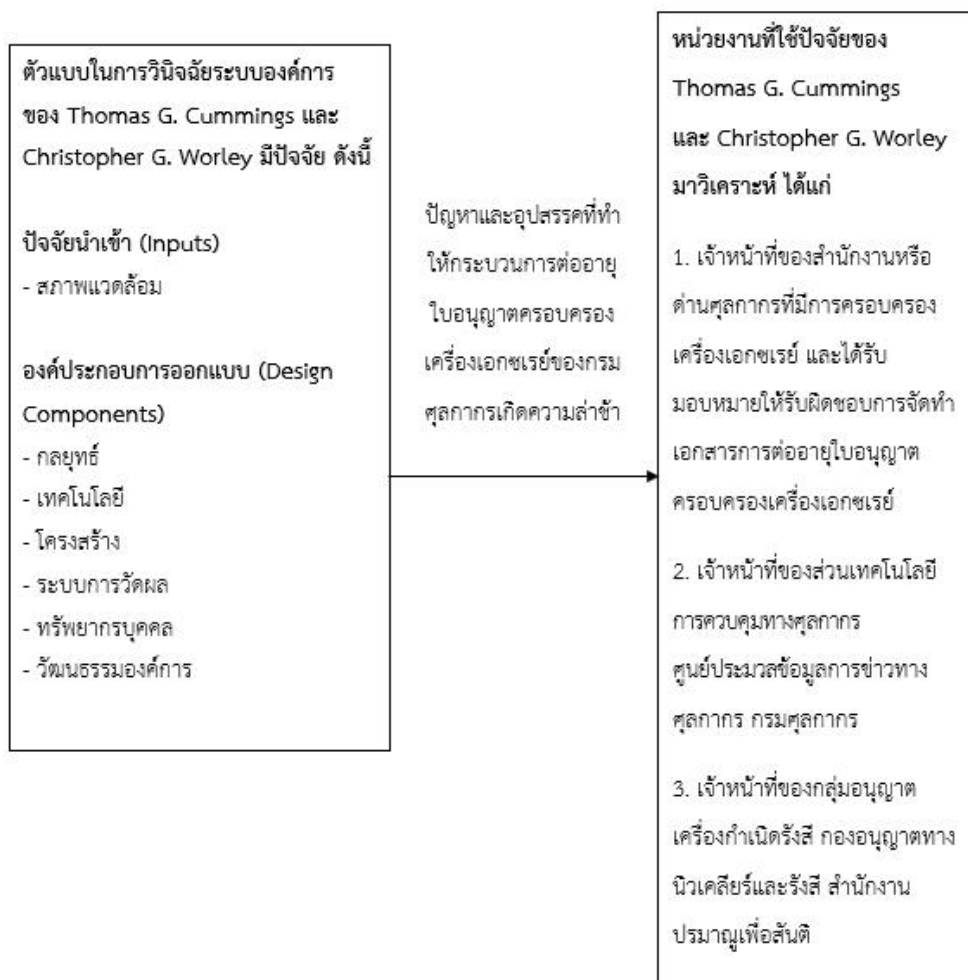 ตัวแบบในการวินิจฉัยระบบองค์การ
ของ Thomas G. Cummings และ
Christopher G. Worley มีปัจจัย ดังนี้
ปัจจัยนำเข้า (Inputs)
- สภาพแวดล้อม
องค์ประกอบการออกแบบ (Design
Components)
- กลยุทธ์
- เทคโนโลยี
- โครงสร้าง
- ระบบการวัดผล
- ทรัพยากรบุคคล
- วัฒนธรรมองค์การ
ปัญหาและอุปสรรคที่ทำ
ให้กระบวนการต่ออายุ
ใบอนุญาตครอบครอง
เครื่องเอกซเรย์ของกรม
ศุลกากรเกิดความล่าช้า
หน่วยงานที่ใช้ปัจจัยของ
Thomas G. Cummings
และ Christopher G. Worley
มาวิเคราะห์ ได้แก่
1. เจ้าหน้าที่ของสำนักงานหรือ
ด่านศุลกากรที่มีการครอบครอง
เครื่องเอกซเรย์ และได้รับ
มอบหมายให้รับผิดชอบการจัดทำ
เอกสารการต่ออายุใบอนุญาต
ครอบครองเครื่องเอกซเรย์
2. เจ้าหน้าที่ของส่วนเทคโนโลยี
การควบคุมทางศุลกากร
ศูนย์ประมวลข้อมูลการข่าวทาง
ศุลกากร กรมศุลกากร
3. เจ้าหน้าที่ของกลุ่มอนุญาต
เครื่องกำเนิดรังสี กองอนุญาตทาง
นิวเคลียร์และรังสี สำนักงาน
ปรมาณูเพื่อสันติ